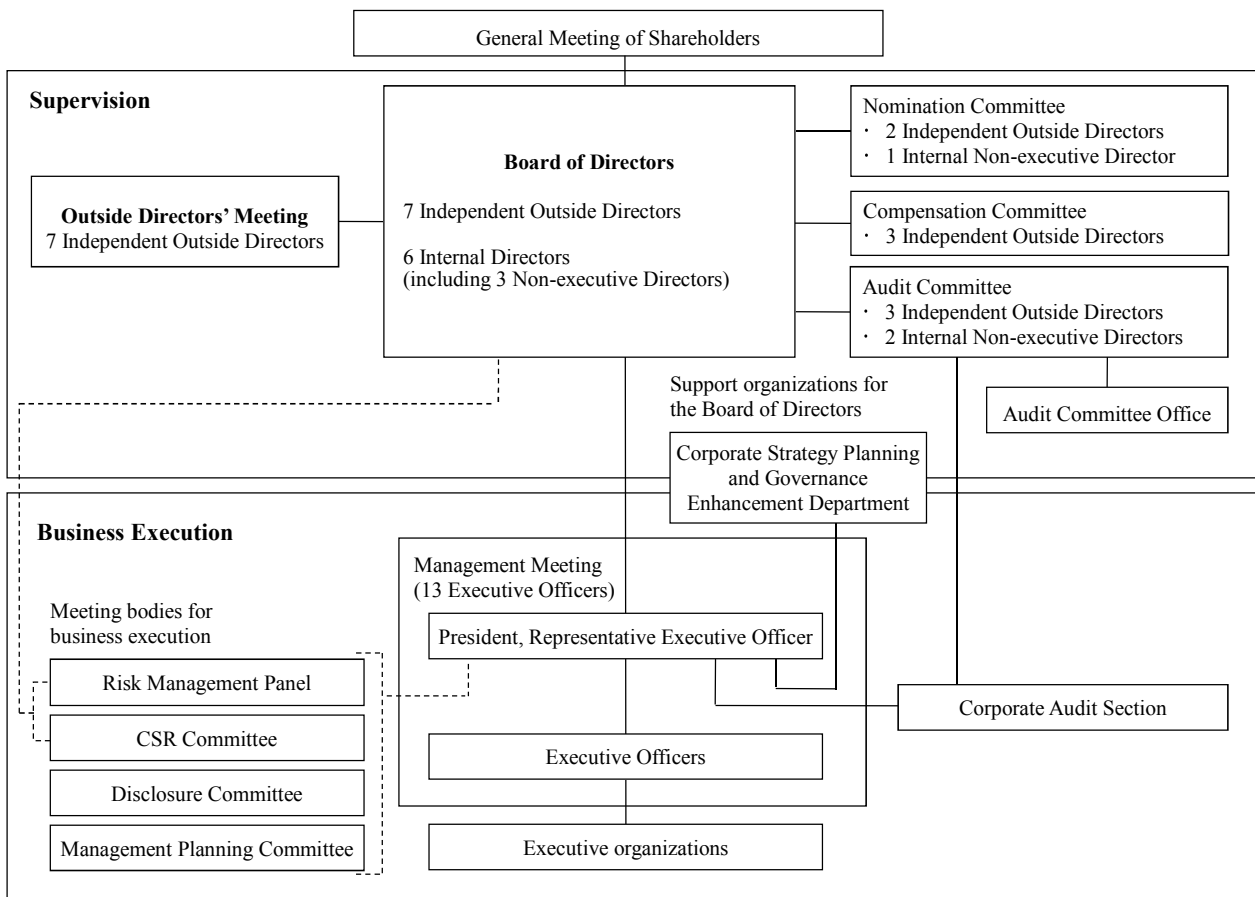 General Meeting of Shareholders
Supervision
Board of Directors
7 Independent Outside Directors
6 Internal Directors
(including 3 Non-executive Directors)
Outside Directors’ Meeting
7 Independent Outside Directors
Nomination Committee
・ 2 Independent Outside Directors
・ 1 Internal Non-executive Director
Compensation Committee
・ 3 Independent Outside Directors
Audit Committee
・ 3 Independent Outside Directors
・ 2 Internal Non-executive Directors
Audit Committee Office
Support organizations for
the Board of Directors
Corporate Strategy Planning
and Governance
Enhancement Department
Business Execution
Management Meeting
(13 Executive Officers)
President, Representative Executive Officer
Executive Officers
Executive organizations
Corporate Audit Section
Meeting bodies for
business execution
Risk Management Panel
CSR Committee
Disclosure Committee
Management Planning Committee